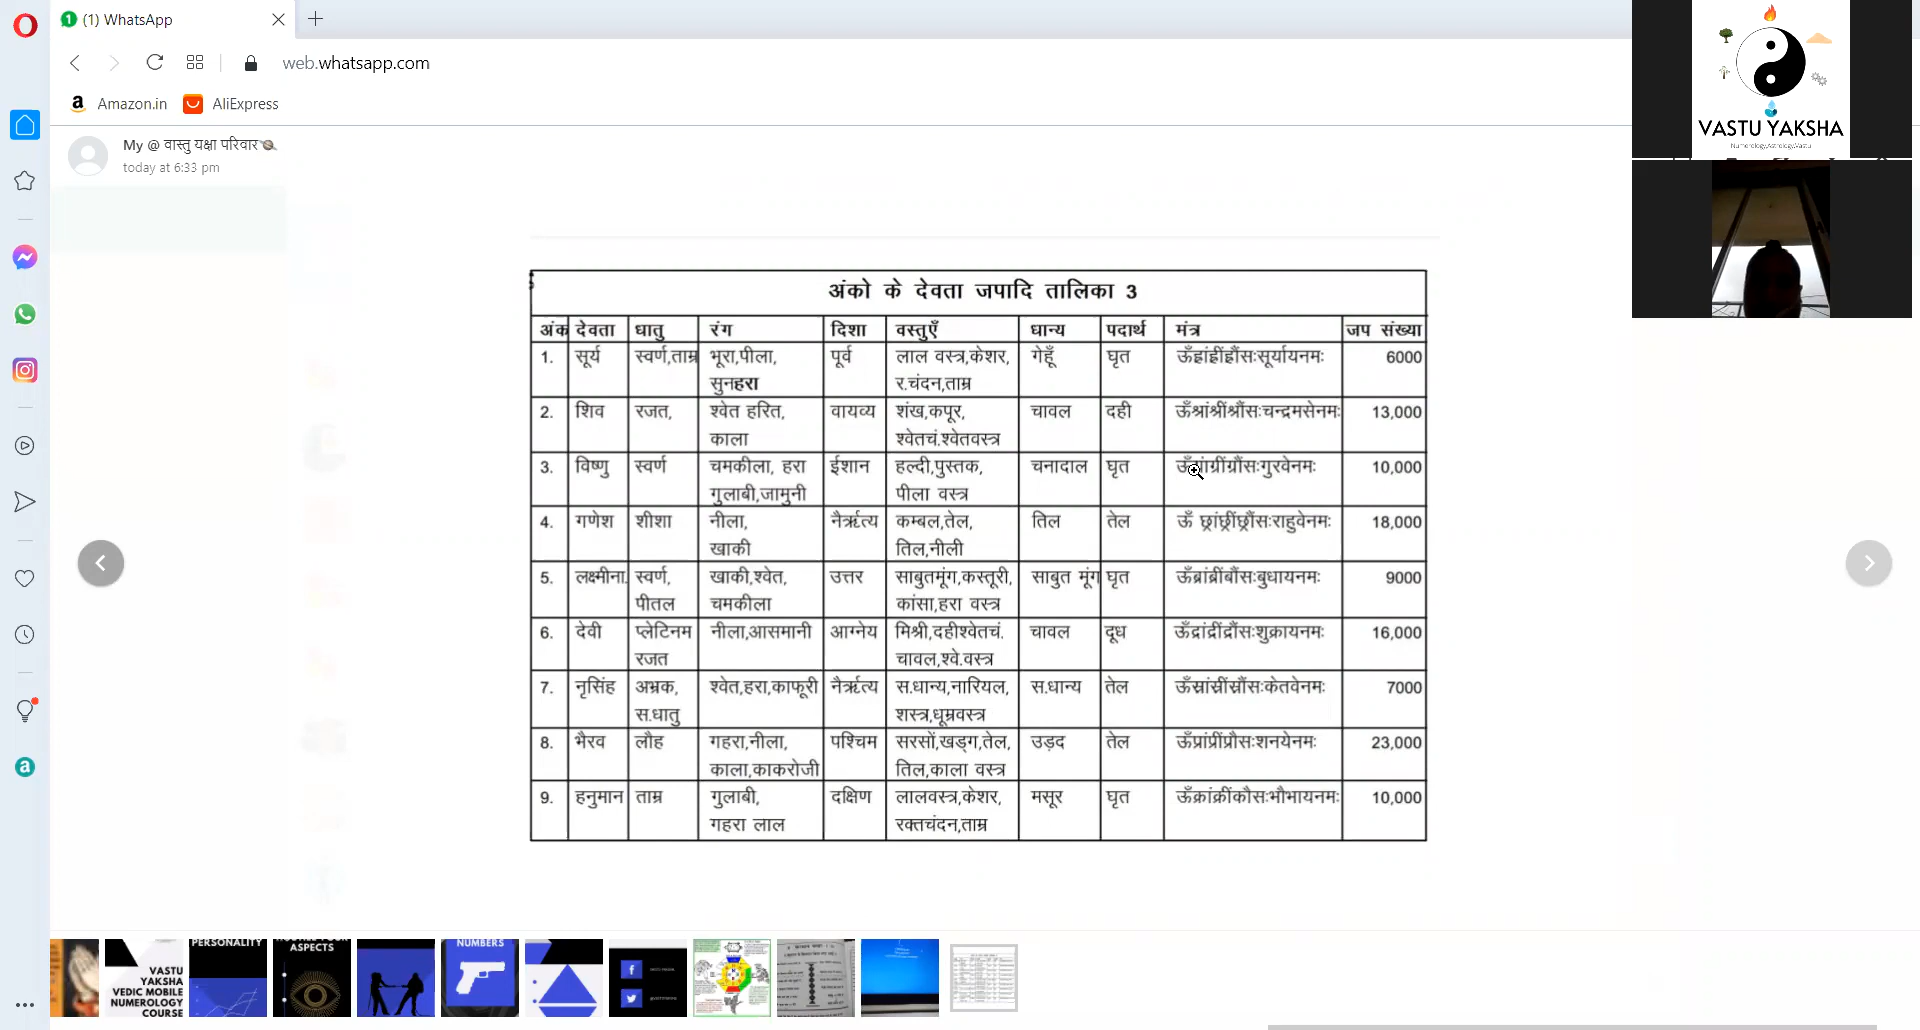 (1) WhatsApp
web.whatsapp.com
Amazon.in AliExpress
My @ वास्तु यक्षा परिवार
today at 6:33 pm
VASTU YAKSHA
Numerology,Astrology,Vastu
अंको के देवता जपादि तालिका 3
अंक देवता धातु रंग दिशा वस्तुएँ धान्य पदार्थ मंत्र जप संख्या
1. सूर्य स्वर्ण,ताम्र भूरा,पीला, पूर्व लाल वस्त्र,केशर, गेहूँ घृत ऊँह्रांह्रींह्रौंसःसूर्यायनमः 6000
सुनहरा र.चंदन,ताम्र
2. शिव रजत, श्वेत हरित, वायव्य शंख,कपूर, चावल दही ऊँश्रांश्रींश्रौंसःचन्द्रमसेनमः 13,000
काला श्वेतचं.श्वेतवस्त्र
3. विष्णु स्वर्ण चमकीला, हरा ईशान हल्दी,पुस्तक, चनादाल घृत 10,000
गुलाबी,जामुनी पीला वस्त्र
4. गणेश शीशा नीला, नैर्ऋत्य कम्बल,तेल, तिल तेल ऊँ छ्रांछ्रींछ्रौंसःराहुवेनमः 18,000
खाकी तिल,नीली
5. लक्ष्मीना. स्वर्ण, खाकी,श्वेत, उत्तर साबुतमूंग,कस्तूरी, साबुत मूंग घृत ऊँब्रांब्रींबौंसःबुधायनमः 9000
पीतल चमकीला कांसा,हरा वस्त्र
6. देवी प्लेटिनम नीला,आसमानी आग्नेय मिश्री,दहीश्वेतचं. चावल दूध ऊँद्रांद्रींद्रौंसःशुक्रायनमः 16,000
रजत चावल,श्वे.वस्त्र
7. नृसिंह अभ्रक, श्वेत,हरा,काफूरी नैर्ऋत्य स.धान्य,नारियल, स.धान्य तेल ऊँस्रांस्रींस्रौंसःकेतवेनमः 7000
स.धातु शस्त्र,धूम्रवस्त्र
8. भैरव लौह गहरा,नीला, पश्चिम सरसों,खड्ग,तेल, उड़द तेल ऊँप्रांप्रींप्रौसःशनयेनमः 23,000
काला,काकरोजी तिल,काला वस्त्र
9. हनुमान ताम्र गुलाबी, दक्षिण लालवस्त्र,केशर, मसूर घृत ऊँक्रांक्रींकौसःभौभायनमः 10,000
गहरा लाल रक्तचंदन,ताम्र
VASTU
YAKSHA
VEDIC MOBILE
NUMEROLOGY
COURSE
PERSONALITY
ASPECTS
NUMBERS